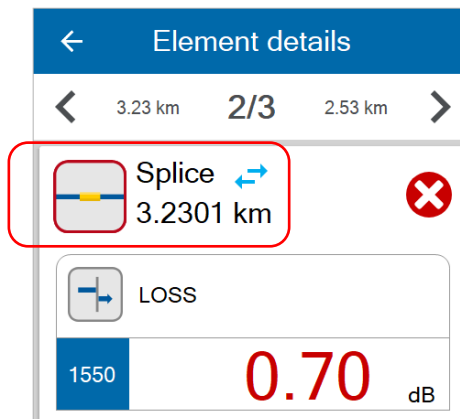 Element details
3.23 km 2/3 2.53 km
Splice
3.2301 km
LOSS
1550 0.70 dB